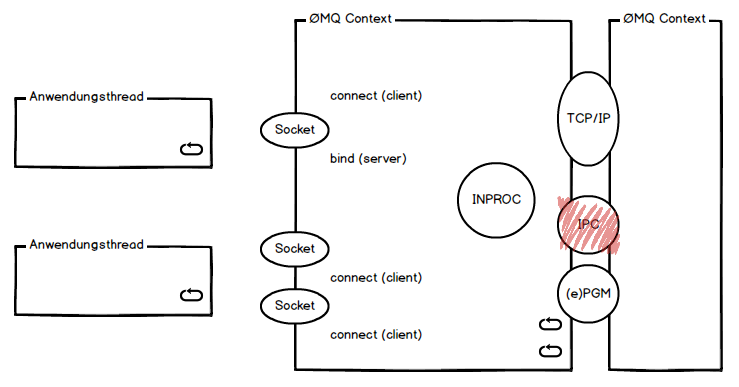 ØMQ Context
ØMQ Context
Anwendungsthread
connect (client)
Socket
bind (server)
TCP/IP
INPROC
IPC
Anwendungsthread
Socket
connect (client)
(e)PGM
Socket
connect (client)